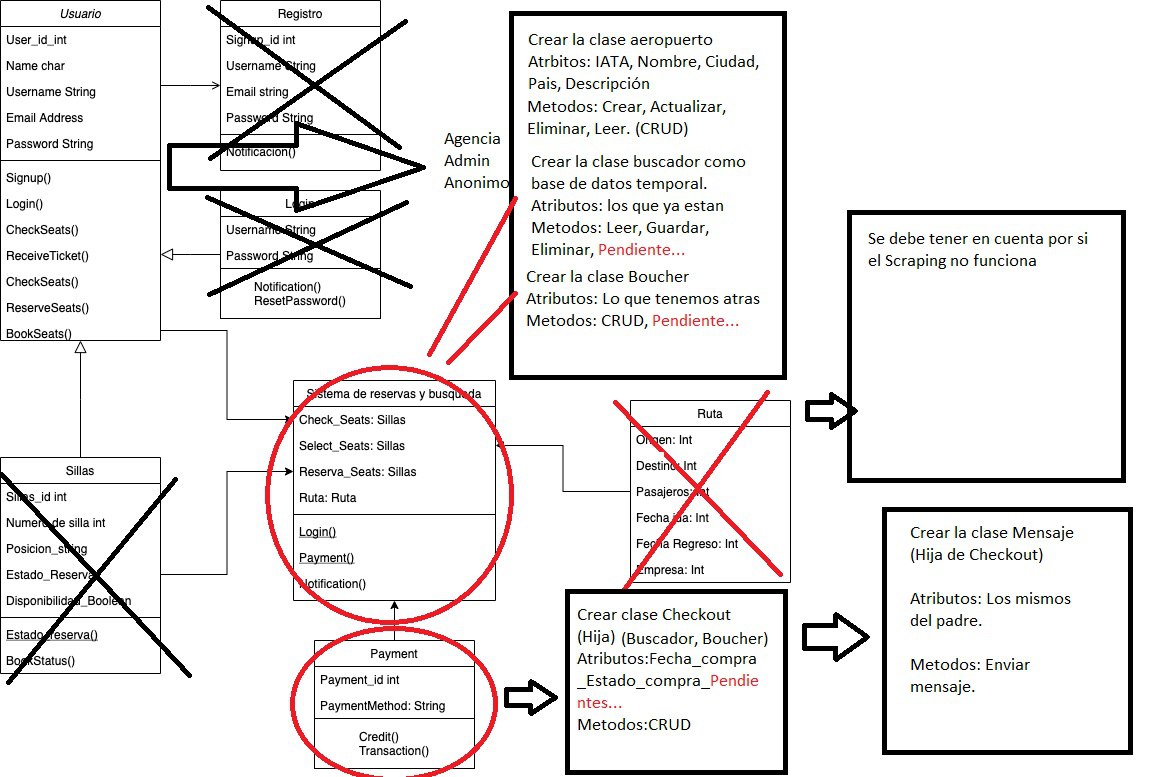 Usuario
User_id_int
Name char
Username String
Email Address
Password String
Signup()
Login()
CheckSeats()
ReceiveTicket()
CheckSeats()
ReserveSeats()
BookSeats()
Registro
Signup_id int
Username String
Email string
Password String
Notificacion()
Login
Username String
Password String
Notification()
ResetPassword()
Agencia
Admin
Anonimo
Crear la clase aeropuerto
Atrbitos: IATA, Nombre, Ciudad,
Pais, Descripción
Metodos: Crear, Actualizar,
Eliminar, Leer. (CRUD)
Crear la clase buscador como
base de datos temporal.
Atributos: los que ya estan
Metodos: Leer, Guardar,
Eliminar, Pendiente...
Crear la clase Boucher
Atributos: Lo que tenemos atras
Metodos: CRUD, Pendiente...
Se debe tener en cuenta por si
el Scraping no funciona
Sistema de reservas y busqueda
Check_Seats: Sillas
Select_Seats: Sillas
Reserva_Seats: Sillas
Ruta: Ruta
Login()
Payment()
Notification()
Ruta
Origen: Int
Destino: Int
Pasajeros: Int
Fecha ida: Int
Fecha Regreso: Int
Empresa: Int
Sillas
Sillas_id int
Numero de silla int
Posicion_string
Estado_Reserva
Disponibilidad_Boolean
Estado_reserva()
BookStatus()
Payment
Payment_id int
PaymentMethod: String
Credit()
Transaction()
Crear clase Checkout
(Hija) (Buscador, Boucher)
Atributos:Fecha_compra
_Estado_compra_Pendie
ntes...
Metodos:CRUD
Crear la clase Mensaje
(Hija de Checkout)
Atributos: Los mismos
del padre.
Metodos: Enviar
mensaje.